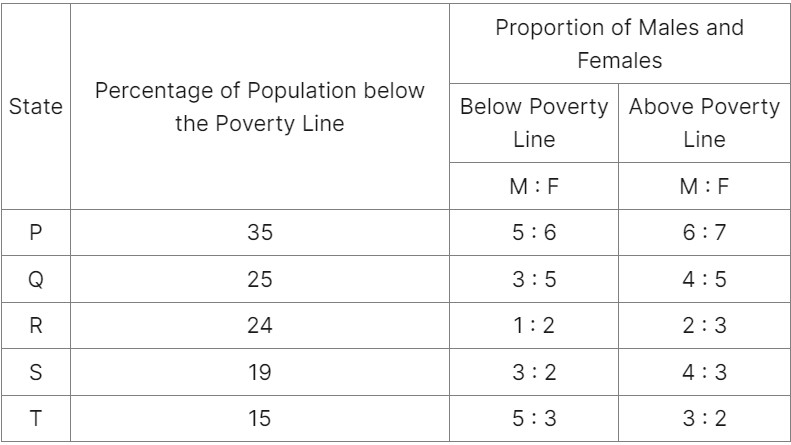 State
Percentage of Population below
the Poverty Line
Proportion of Males and
Females
Below Poverty
Line
Above Poverty
Line
M : F
M : F
P 35 5 : 6 6 : 7
Q 25 3 : 5 4 : 5
R 24 1 : 2 2 : 3
S 19 3 : 2 4 : 3
T 15 5 : 3 3 : 2